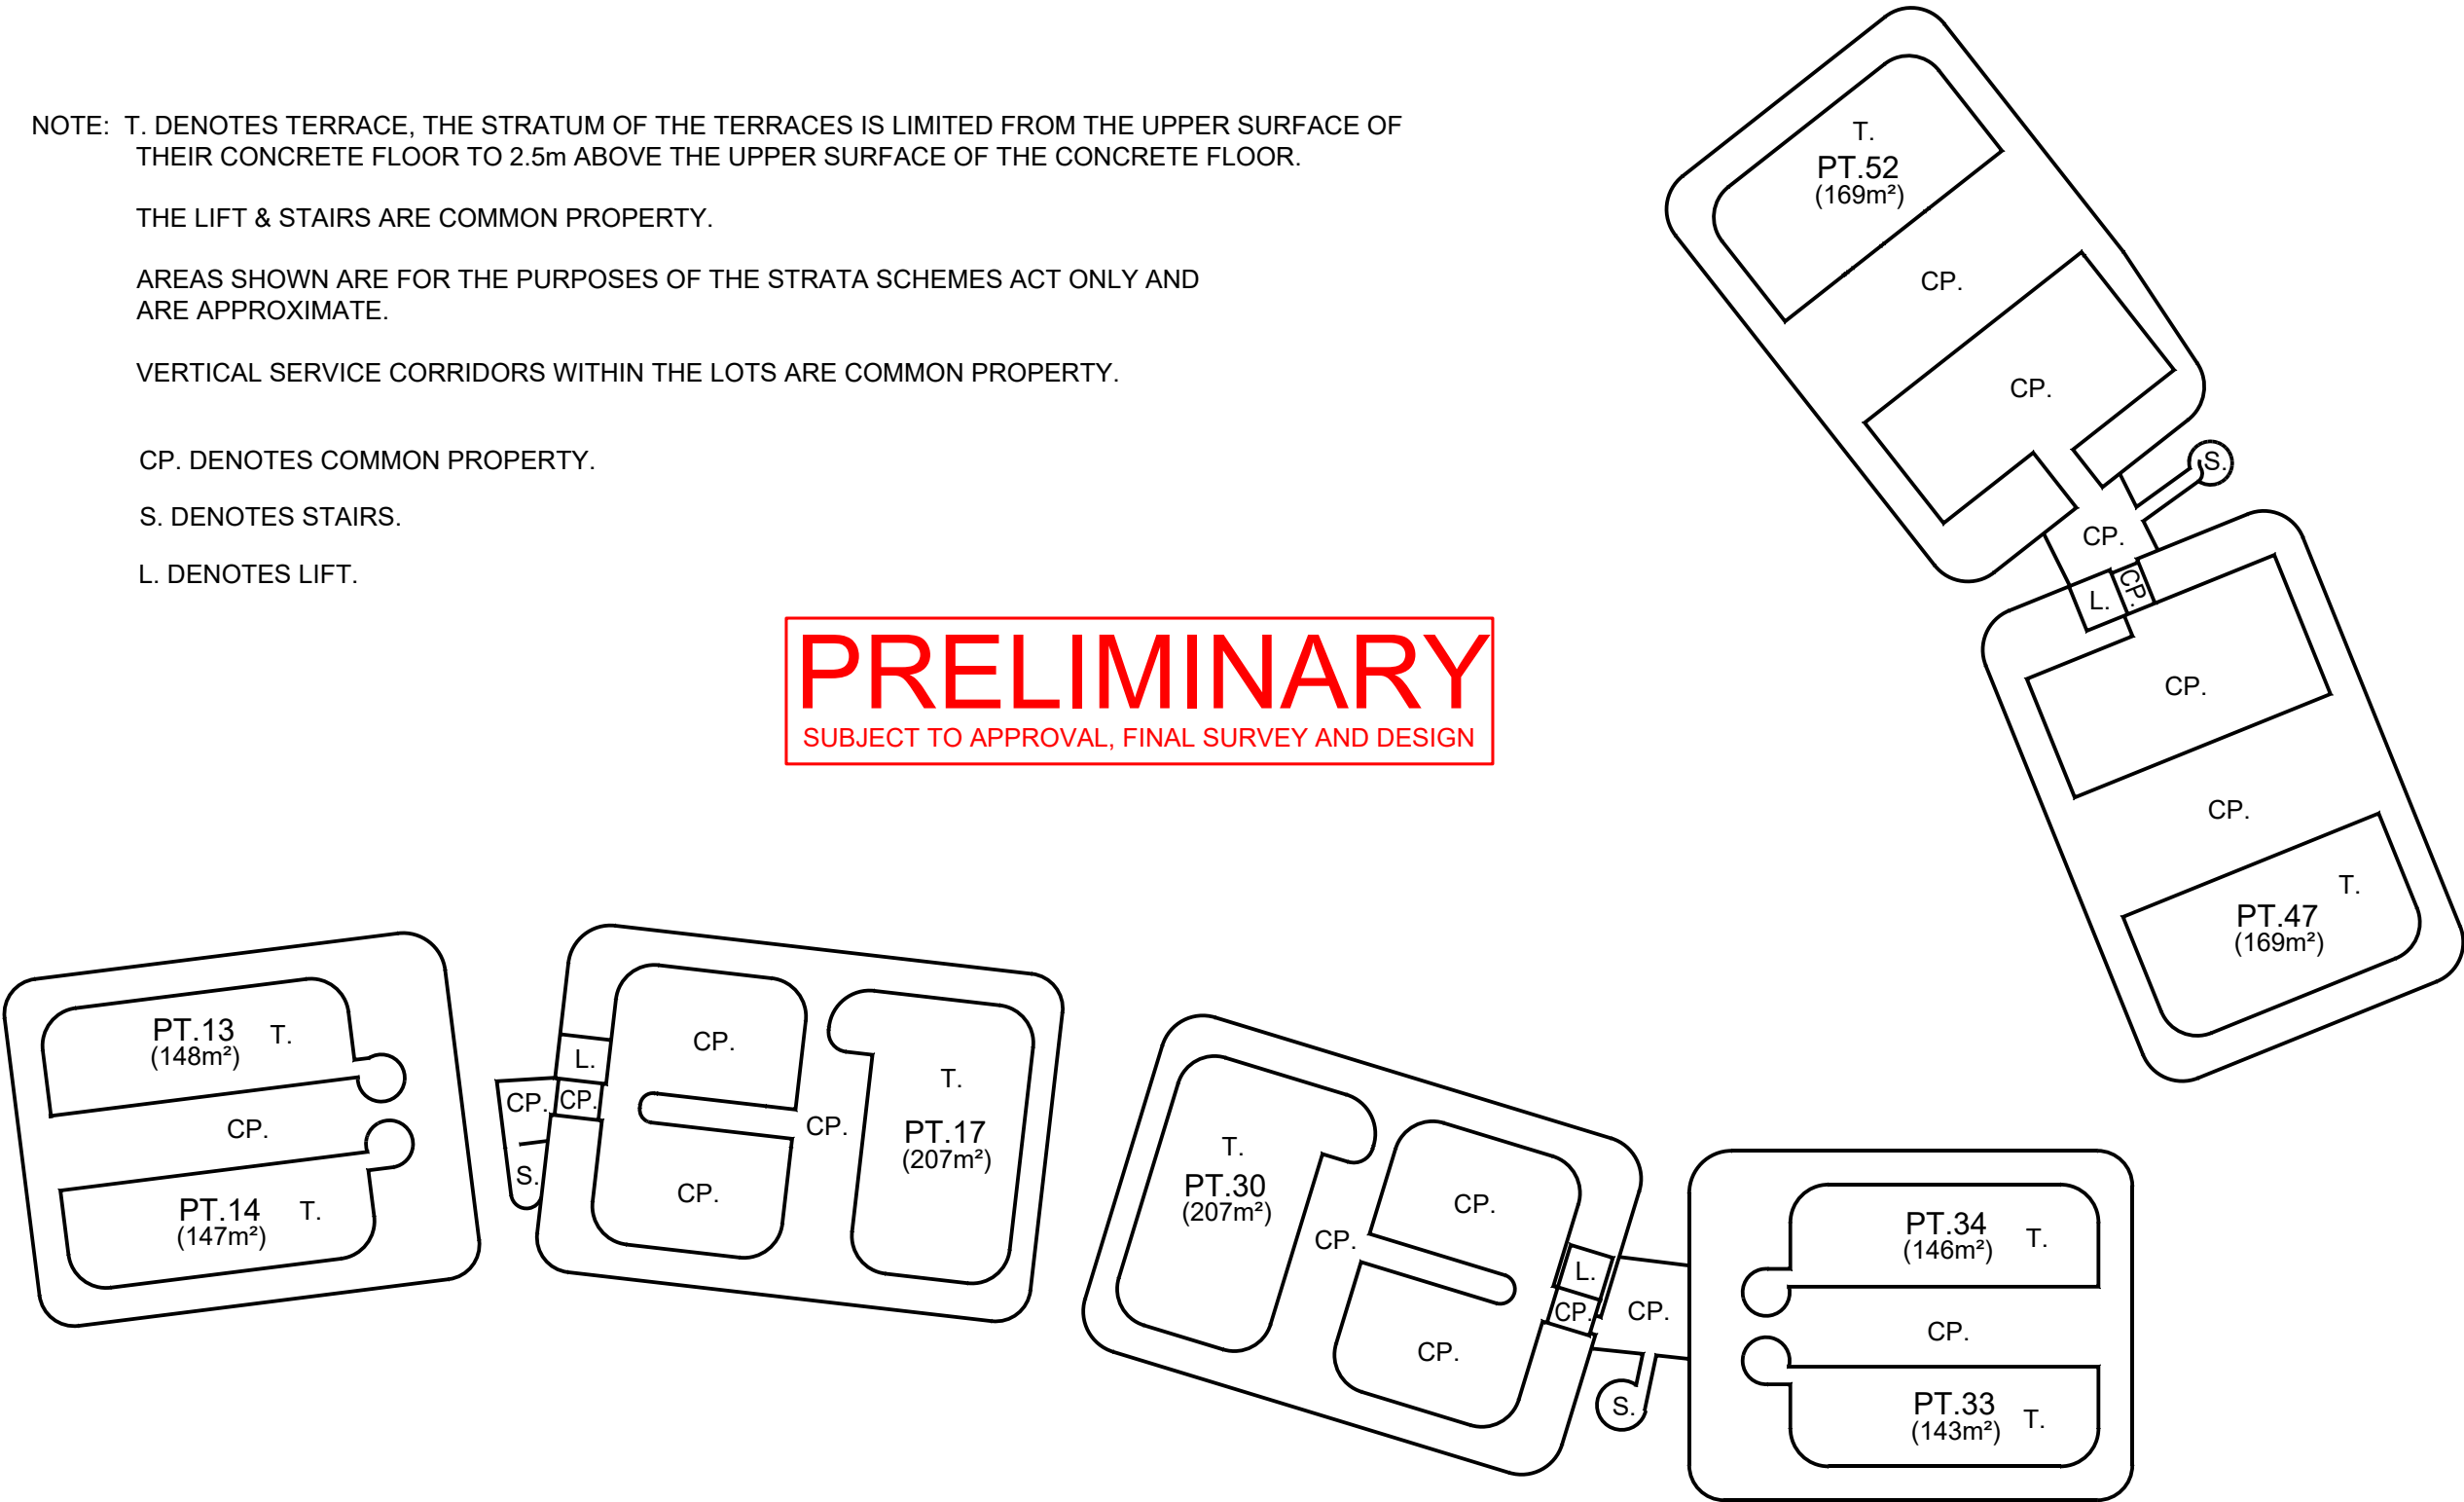 NOTE: T. DENOTES TERRACE, THE STRATUM OF THE TERRACES IS LIMITED FROM THE UPPER SURFACE OF
THEIR CONCRETE FLOOR TO 2.5m ABOVE THE UPPER SURFACE OF THE CONCRETE FLOOR.
THE LIFT & STAIRS ARE COMMON PROPERTY.
AREAS SHOWN ARE FOR THE PURPOSES OF THE STRATA SCHEMES ACT ONLY AND
ARE APPROXIMATE.
VERTICAL SERVICE CORRIDORS WITHIN THE LOTS ARE COMMON PROPERTY.
CP. DENOTES COMMON PROPERTY.
S. DENOTES STAIRS.
L. DENOTES LIFT.
PRELIMINARY
SUBJECT TO APPROVAL, FINAL SURVEY AND DESIGN
T.
PT.52
(169m²)
CP.
CP.
S.
CP.
CP.
L.
CP.
CP.
T.
PT.47
(169m²)
PT.13 T.
(148m²)
CP.
PT.14 T.
(147m²)
L.
CP.
CP.
S.
CP.
CP.
CP.
T.
PT.17
(207m²)
T.
PT.30
(207m²)
CP.
CP.
CP.
L.
CP.
CP.
S.
PT.34 T.
(146m²)
CP.
PT.33 T.
(143m²)